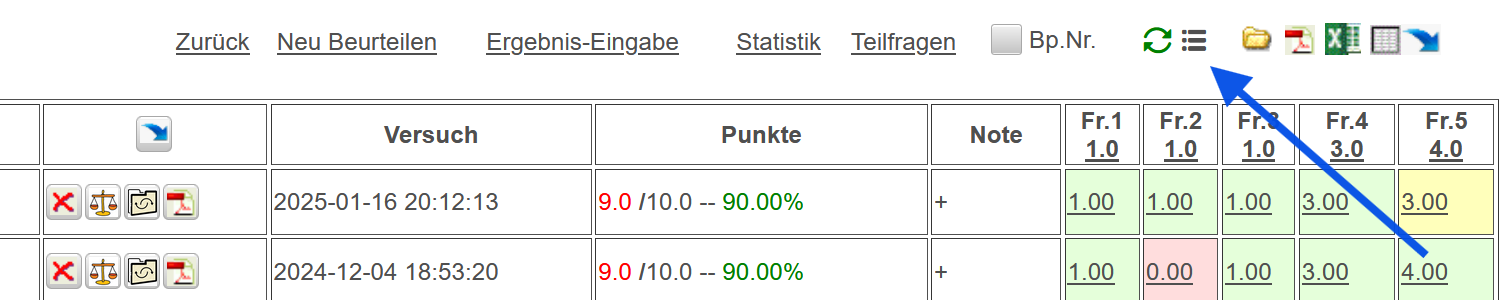 Zurück Neu Beurteilen Ergebnis-Eingabe Statistik Teilfragen Bp.Nr.
Versuch Punkte Note Fr.1 Fr.2 Fr.3 Fr.4 Fr.5
1.0 1.0 1.0 3.0 4.0
2025-01-16 20:12:13 9.0 /10.0 -- 90.00% + 1.00 1.00 1.00 3.00 3.00
2024-12-04 18:53:20 9.0 /10.0 -- 90.00% + 1.00 0.00 1.00 3.00 4.00